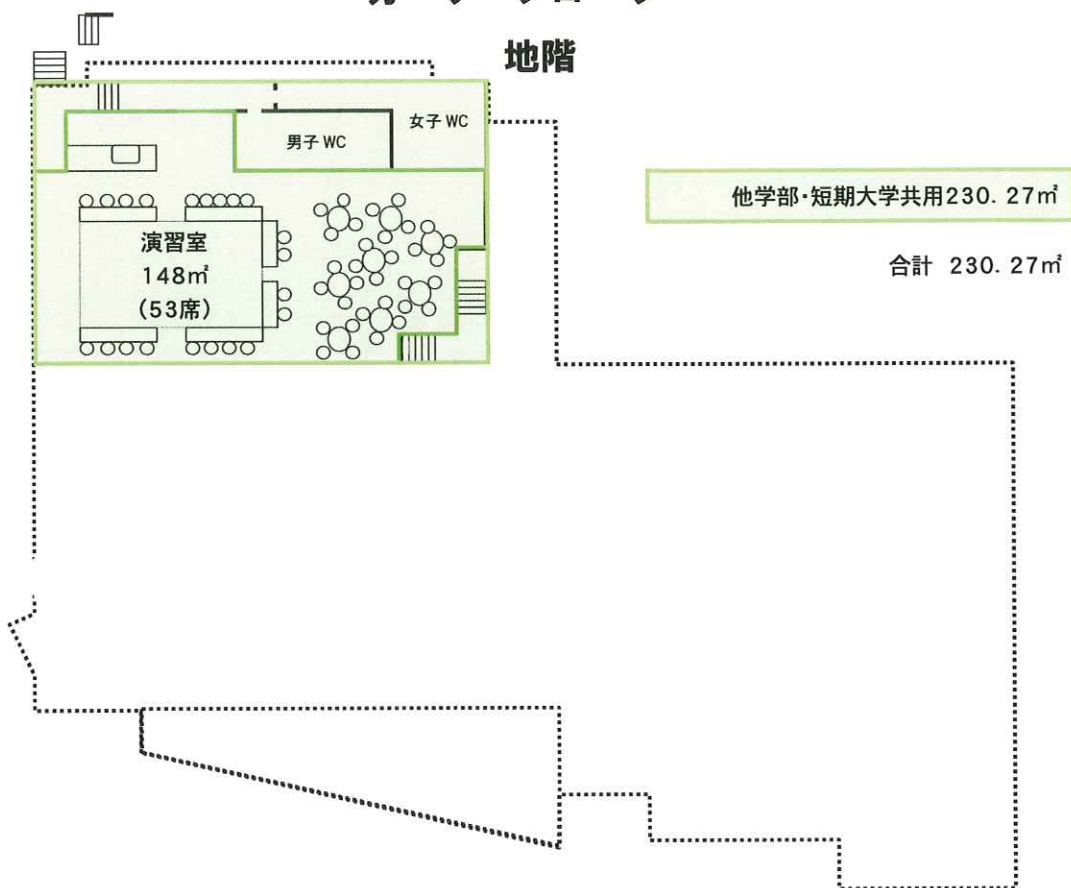 地階
女子 WC
男子 WC
演習室
148㎡
(53席)
他学部・短期大学共用230. 27㎡
合計 230. 27㎡